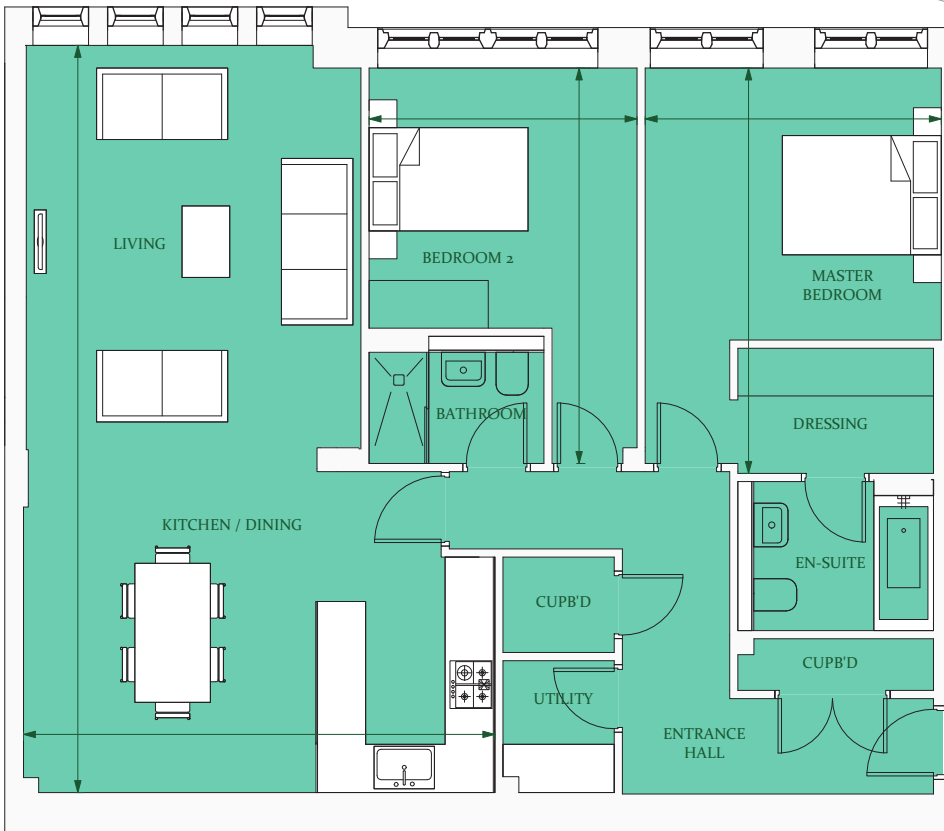 LIVING
BEDROOM 2
MASTER
BEDROOM
BATHROOM
DRESSING
KITCHEN / DINING
EN-SUITE
CUPB'D
CUPB'D
UTILITY
ENTRANCE
HALL